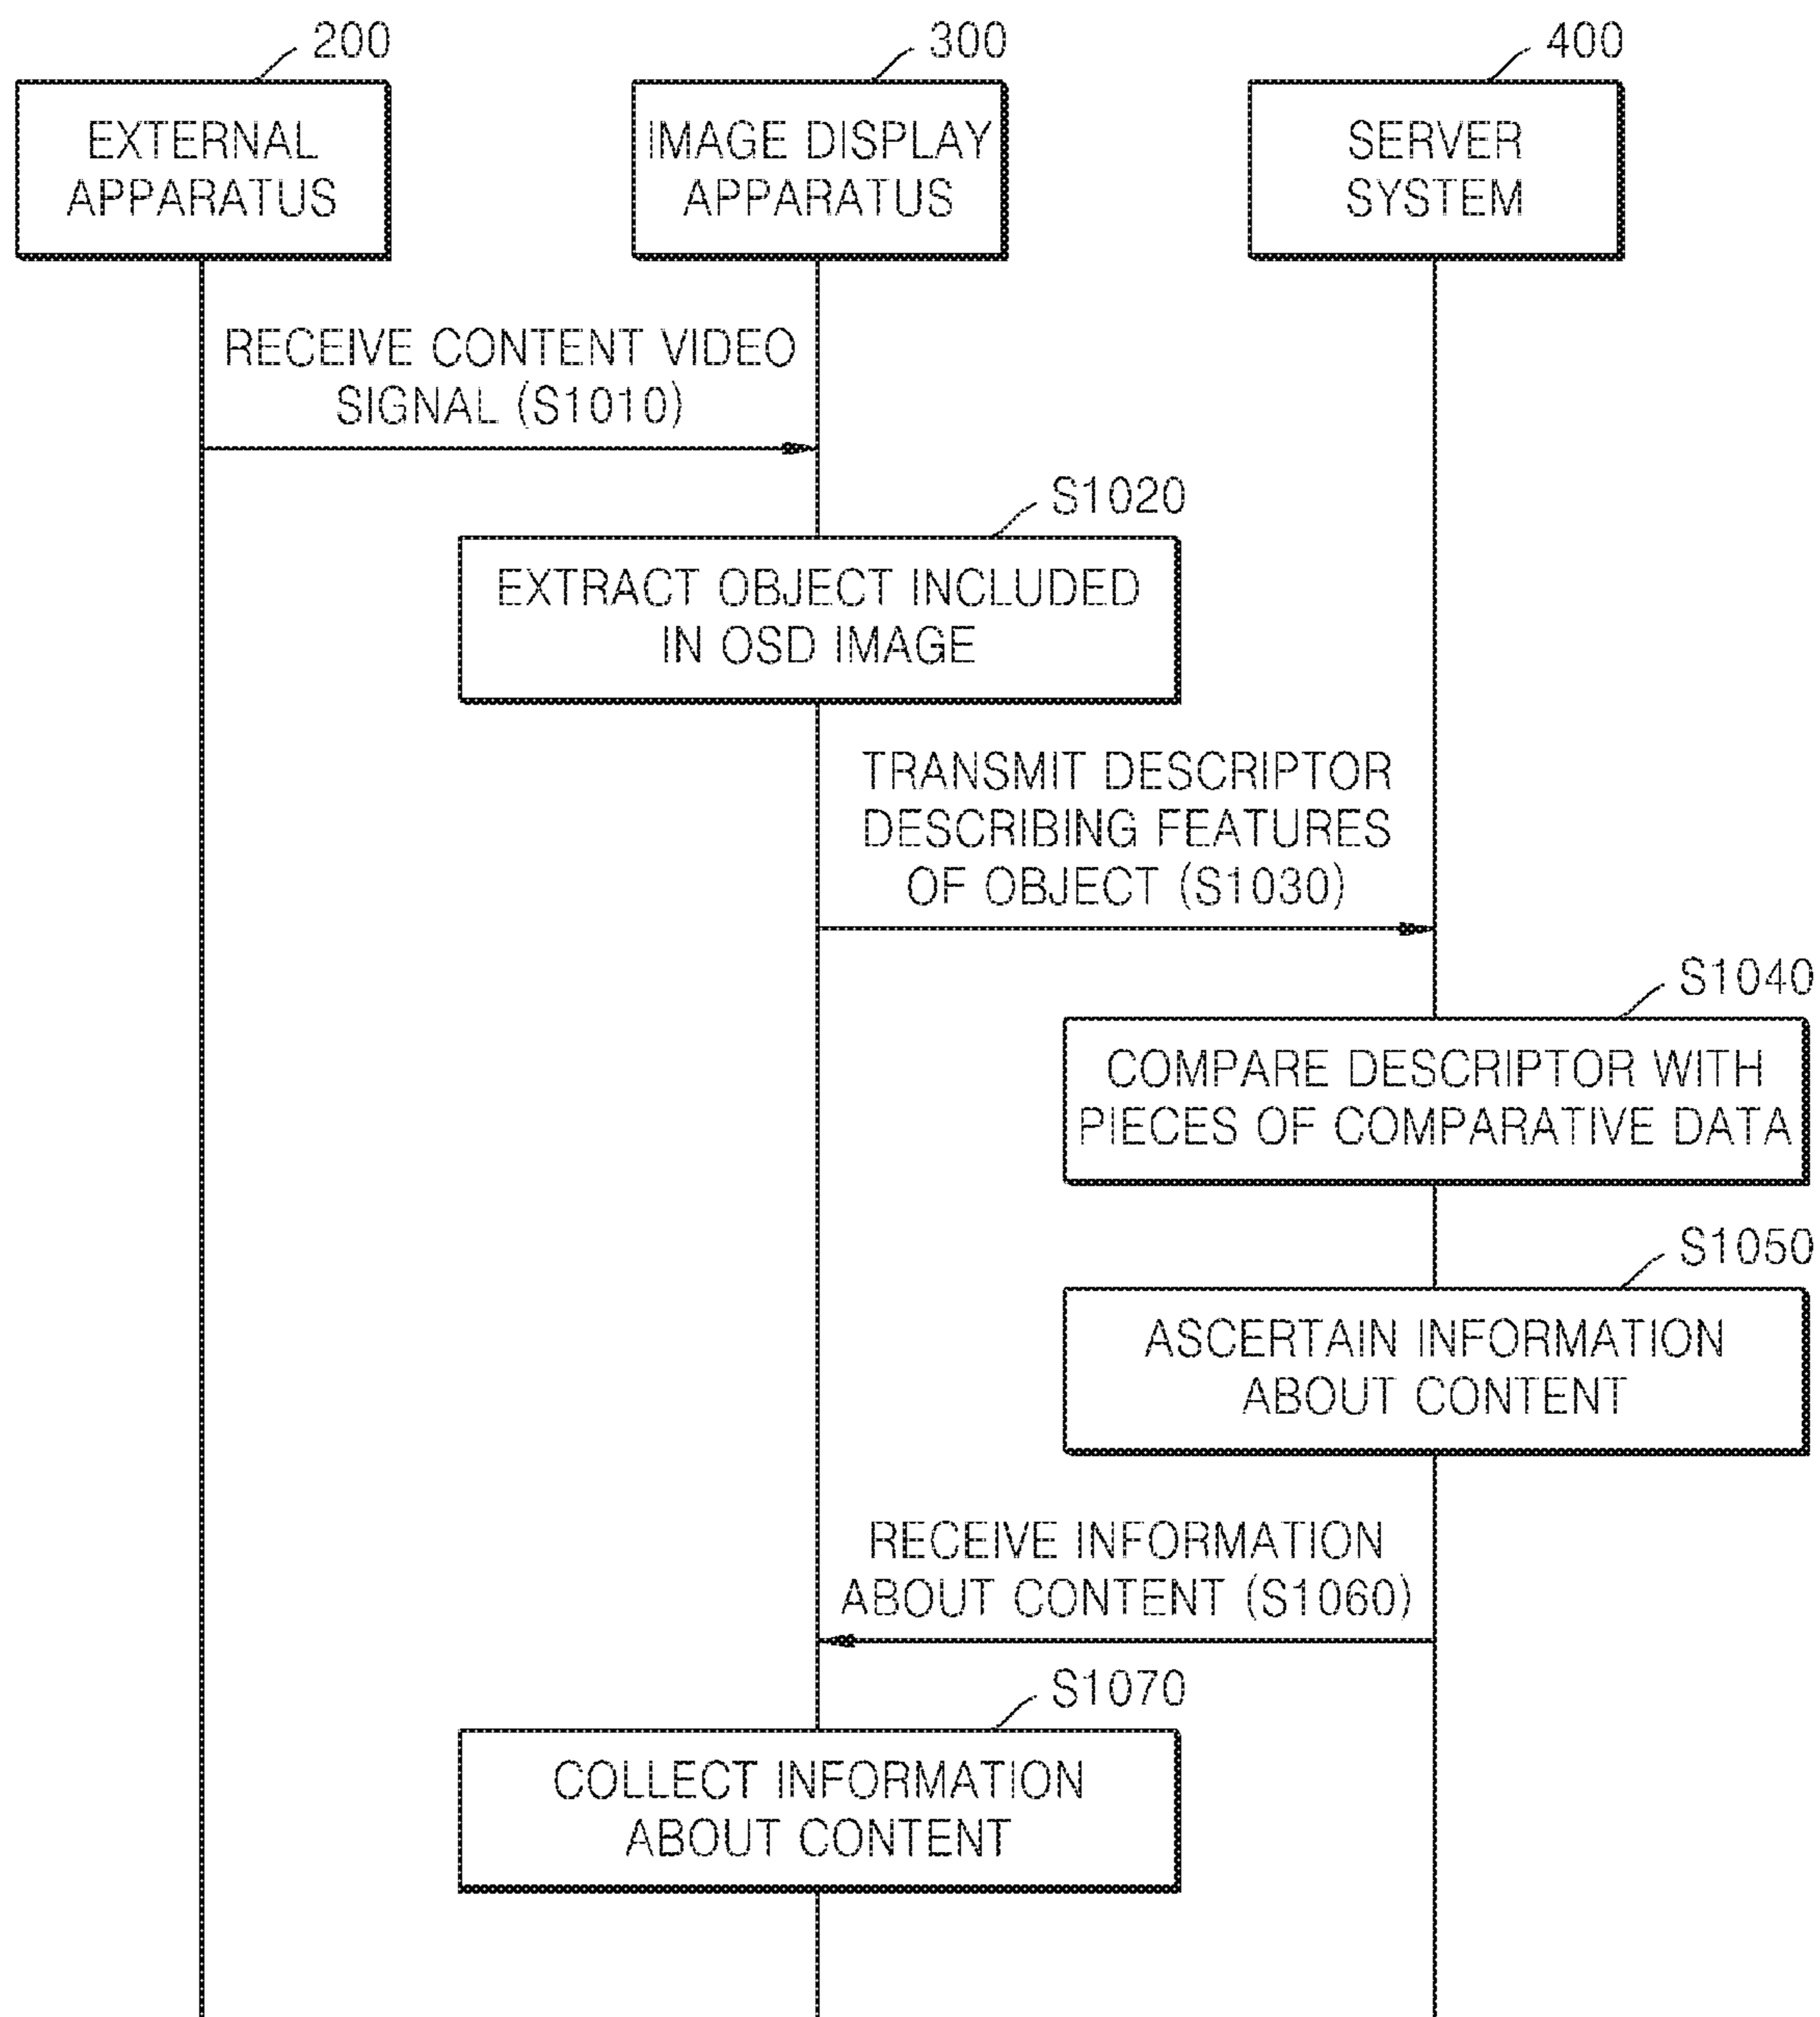 200
300
400
EXTERNAL
APPARATUS
IMAGE DISPLAY
APPARATUS
SERVER
SYSTEM
RECEIVE CONTENT VIDEO
SIGNAL (S1010)
S1020
EXTRACT OBJECT INCLUDED
IN OSD IMAGE
TRANSMIT DESCRIPTOR
DESCRIBING FEATURES
OF OBJECT (S1030)
S1040
COMPARE DESCRIPTOR WITH
PIECES OF COMPARATIVE DATA
S1050
ASCERTAIN INFORMATION
ABOUT CONTENT
RECEIVE INFORMATION
ABOUT CONTENT (S1060)
S1070
COLLECT INFORMATION
ABOUT CONTENT